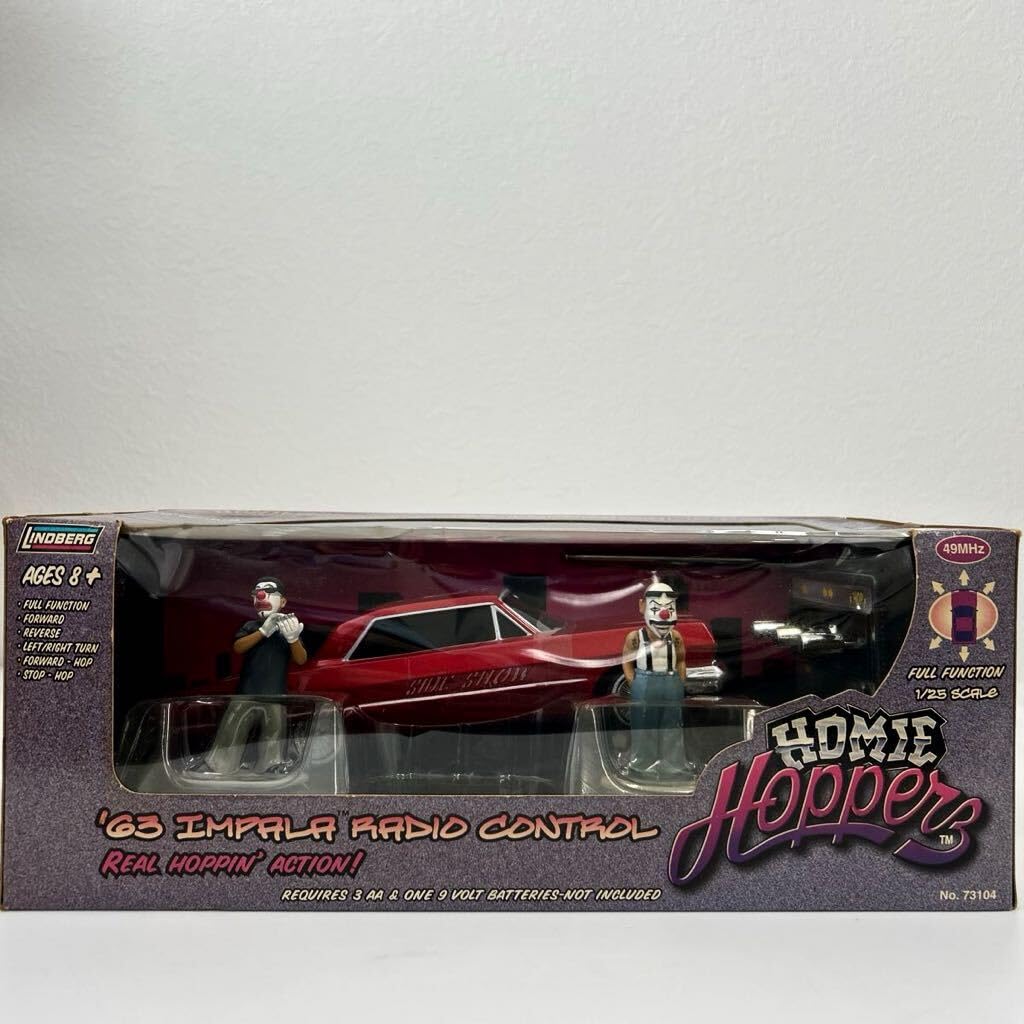 LINDBERG
AGES 8+
· FULL FUNCTION
· FORWARD
· REVERSE
· LEFT/RIGHT TURN
· FORWARD - HOP
· STOP - HOP
49MHz
FULL FUNCTION
1/25 SCALE
HOMIE
Hopperz
TM
'63 IMPALA™ RADIO CONTROL
REAL HOPPIN' ACTION!
REQUIRES 3 AA & ONE 9 VOLT BATTERIES-NOT INCLUDED
No. 73104